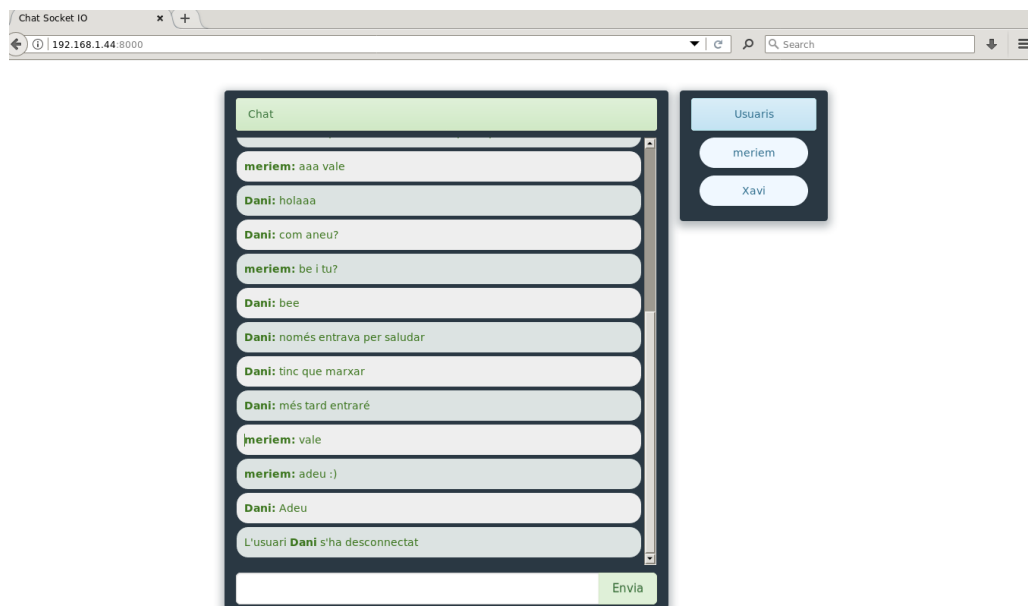 Chat Socket IO
192.168.1.44:8000
Search
Chat
meriem: aaa vale
Dani: holaaa
Dani: com aneu?
meriem: be i tu?
Dani: bee
Dani: només entrava per saludar
Dani: tinc que marxar
Dani: més tard entraré
meriem: vale
meriem: adeu :)
Dani: Adeu
L'usuari Dani s'ha desconnectat
Envia
Usuaris
meriem
Xavi